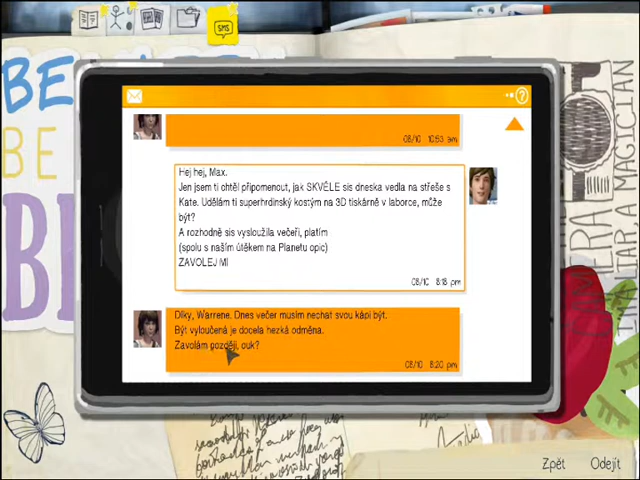 SMS
08/10 10:53 am
Hej hej, Max.
Jen jsem ti chtěl připomenout, jak SKVĚLE sis dneska vedla na střeše s
Kate. Udělám ti superhrdinský kostým na 3D tiskárně v laborce, může
být?
A rozhodně sis vysloužila večeři, platím
(spolu s naším útěkem na Planetu opic)
ZAVOLEJ MI
08/10 8:18 pm
Díky, Warrene. Dnes večer musím nechat svou kápi být.
Být vyloučená je docela hezká odměna.
Zavolám později, ouk?
08/10 8:20 pm
BE
BE
MAGICIAN
Zpět Odejít